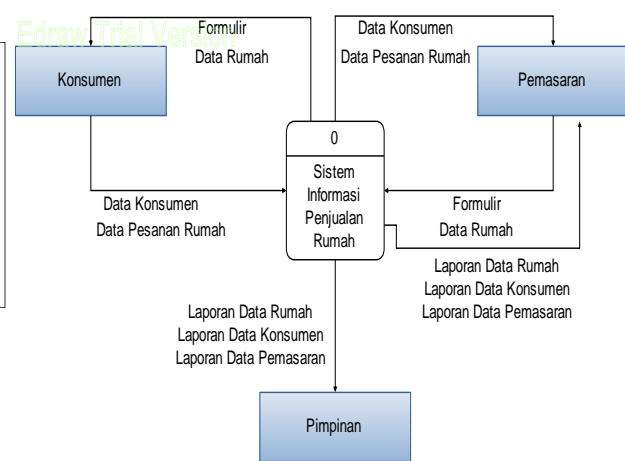 Edraw Trial Version
Formulir
Data Rumah
Data Konsumen
Data Pesanan Rumah
Konsumen
Pemasaran
0
Sistem
Informasi
Penjualan
Rumah
Data Konsumen
Data Pesanan Rumah
Formulir
Data Rumah
Laporan Data Rumah
Laporan Data Konsumen
Laporan Data Pemasaran
Laporan Data Rumah
Laporan Data Konsumen
Laporan Data Pemasaran
Pimpinan